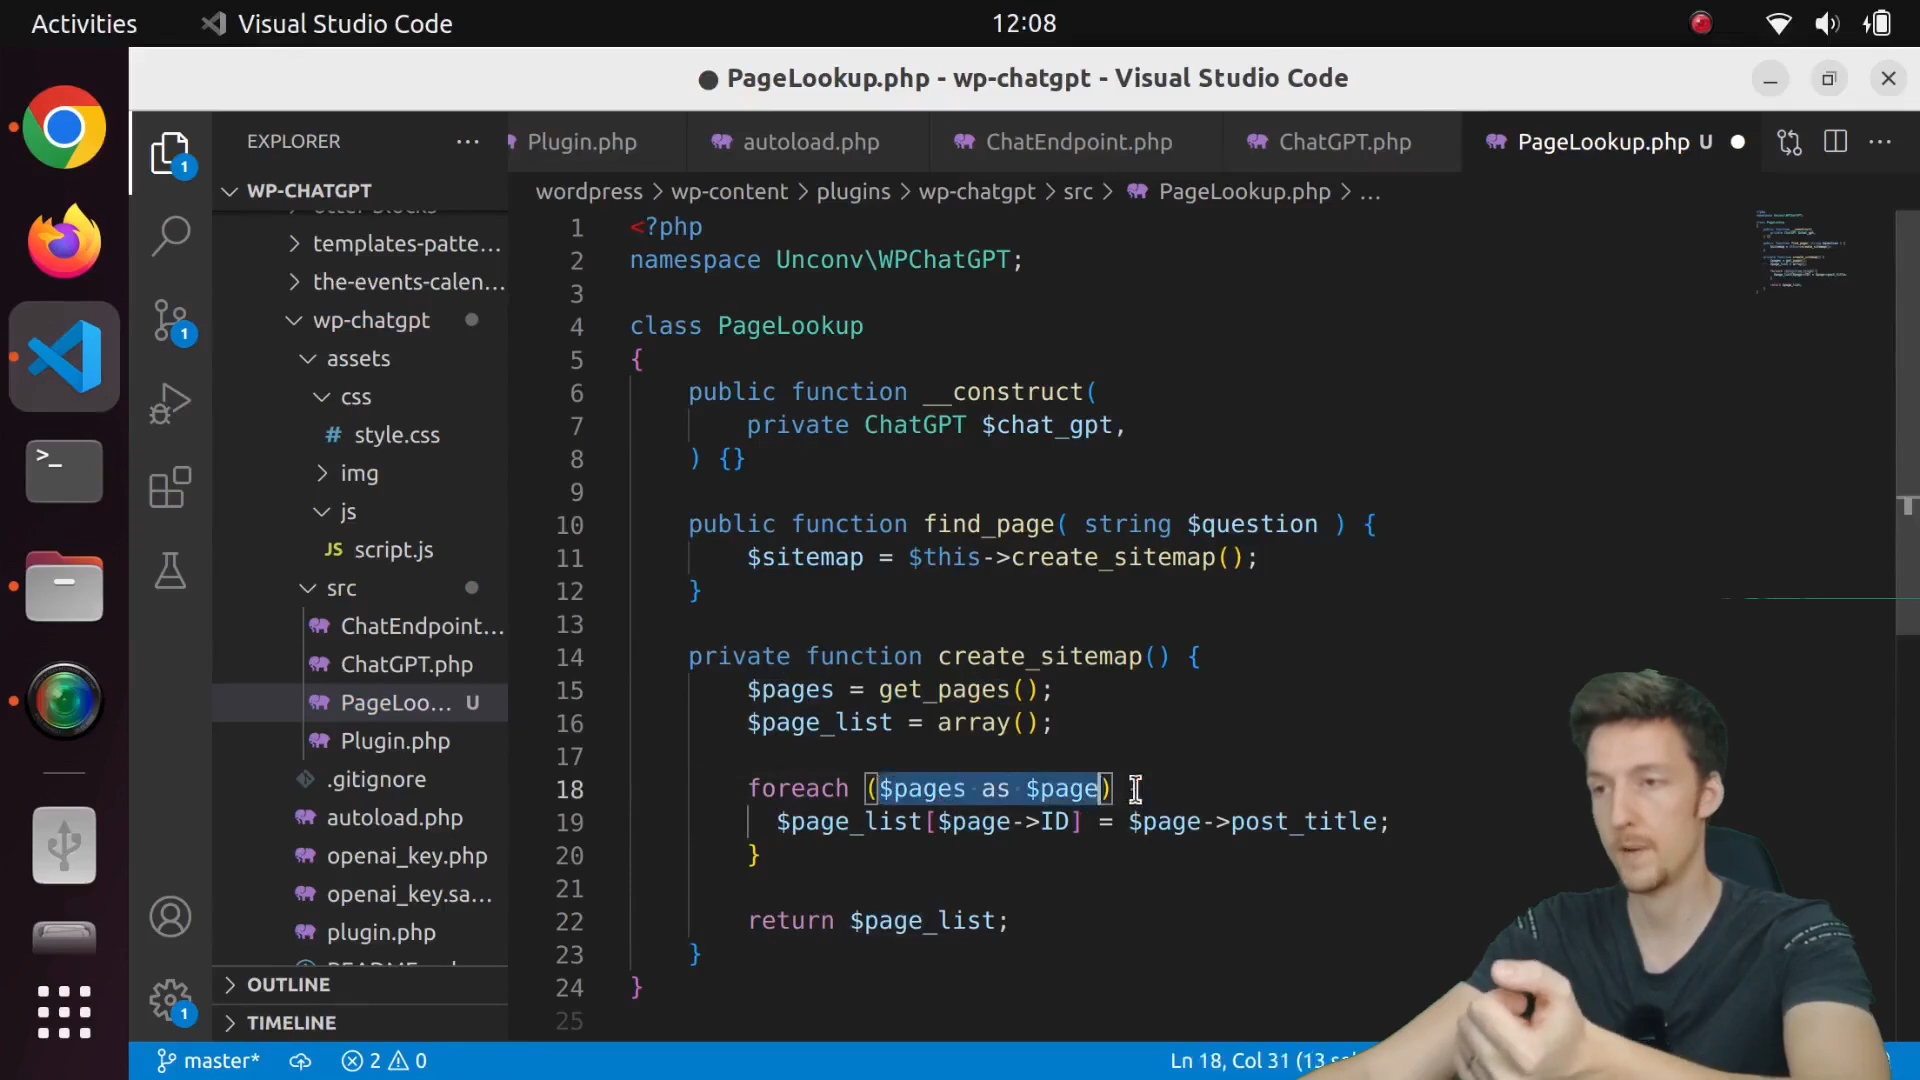 Activities
Visual Studio Code
12:08
PageLookup.php - wp-chatgpt - Visual Studio Code
EXPLORER
Plugin.php
autoload.php
ChatEndpoint.php
ChatGPT.php
PageLookup.php U
WP-CHATGPT
wordpress > wp-content > plugins > wp-chatgpt > src > PageLookup.php > ...
templates-patte...
the-events-calen...
wp-chatgpt
assets
css
# style.css
img
js
JS script.js
src
ChatEndpoint...
ChatGPT.php
PageLoo... U
Plugin.php
.gitignore
autoload.php
openai_key.php
openai_key.sa...
plugin.php
OUTLINE
TIMELINE
1
1
1
1 <?php
2 namespace Unconv\WPChatGPT;
3
4 class PageLookup
5 {
6 public function __construct(
7 private ChatGPT $chat_gpt,
8 ) {}
9
10 public function find_page( string $question ) {
11 $sitemap = $this->create_sitemap();
12 }
13
14 private function create_sitemap() {
15 $pages = get_pages();
16 $page_list = array();
17
18 foreach ($pages as $page) {
19 $page_list[$page->ID] = $page->post_title;
20 }
21
22 return $page_list;
23 }
24 }
25
master*
2
0
Ln 18, Col 31 (13